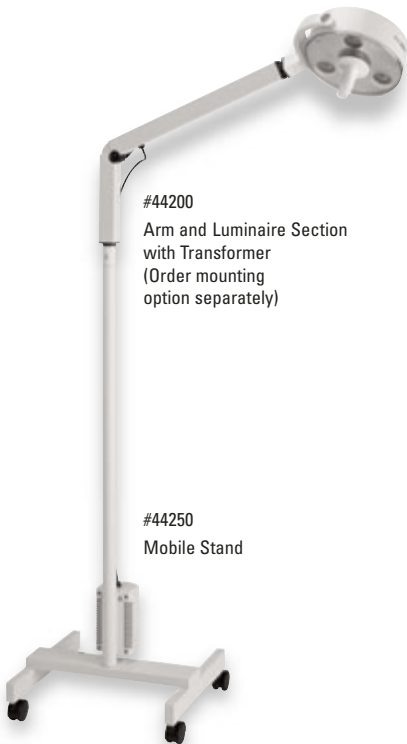 #44200
Arm and Luminaire Section
with Transformer
(Order mounting
option separately)
#44250
Mobile Stand